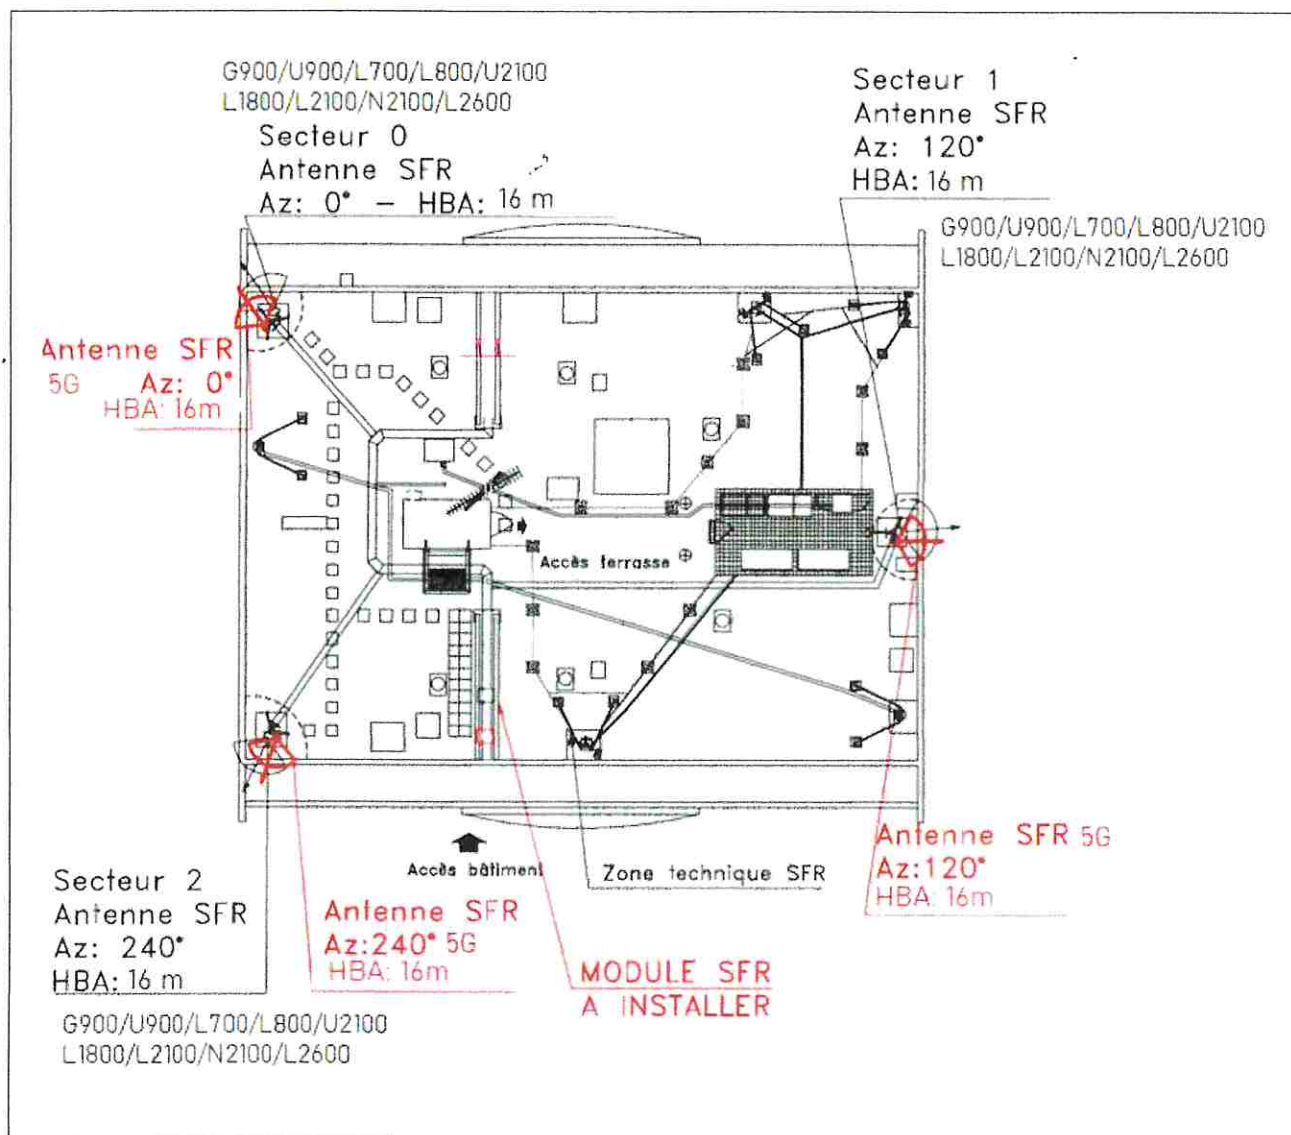 G900/U900/L700/L800/U2100
L1800/L2100/N2100/L2600
Secteur 0
Antenne SFR
Az: 0° – HBA: 16 m
Secteur 1
Antenne SFR
Az: 120°
HBA: 16 m
G900/U900/L700/L800/U2100
L1800/L2100/N2100/L2600
Antenne SFR
5G Az: 0°
HBA: 16m
Accès terrasse
Accès bâtiment
Zone technique SFR
Antenne SFR 5G
Az:120°
HBA: 16m
Secteur 2
Antenne SFR
Az: 240°
HBA: 16 m
G900/U900/L700/L800/U2100
L1800/L2100/N2100/L2600
Antenne SFR
Az:240° 5G
HBA: 16m
MODULE SFR
A INSTALLER